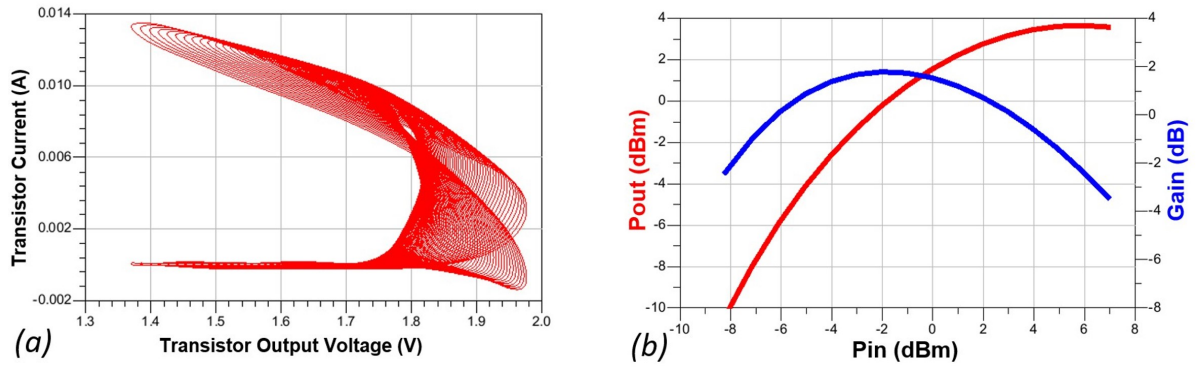 0.014
0.010
0.006
0.002
-0.002
Transistor Current (A)
1.3 1.4 1.5 1.6 1.7 1.8 1.9 2.0
Transistor Output Voltage (V)
(a)
4
2
0
-2
-4
-6
-8
-10
Pout (dBm)
4
2
0
-2
-4
-6
-8
Gain (dB)
-10 -8 -6 -4 -2 0 2 4 6 8
Pin (dBm)
(b)